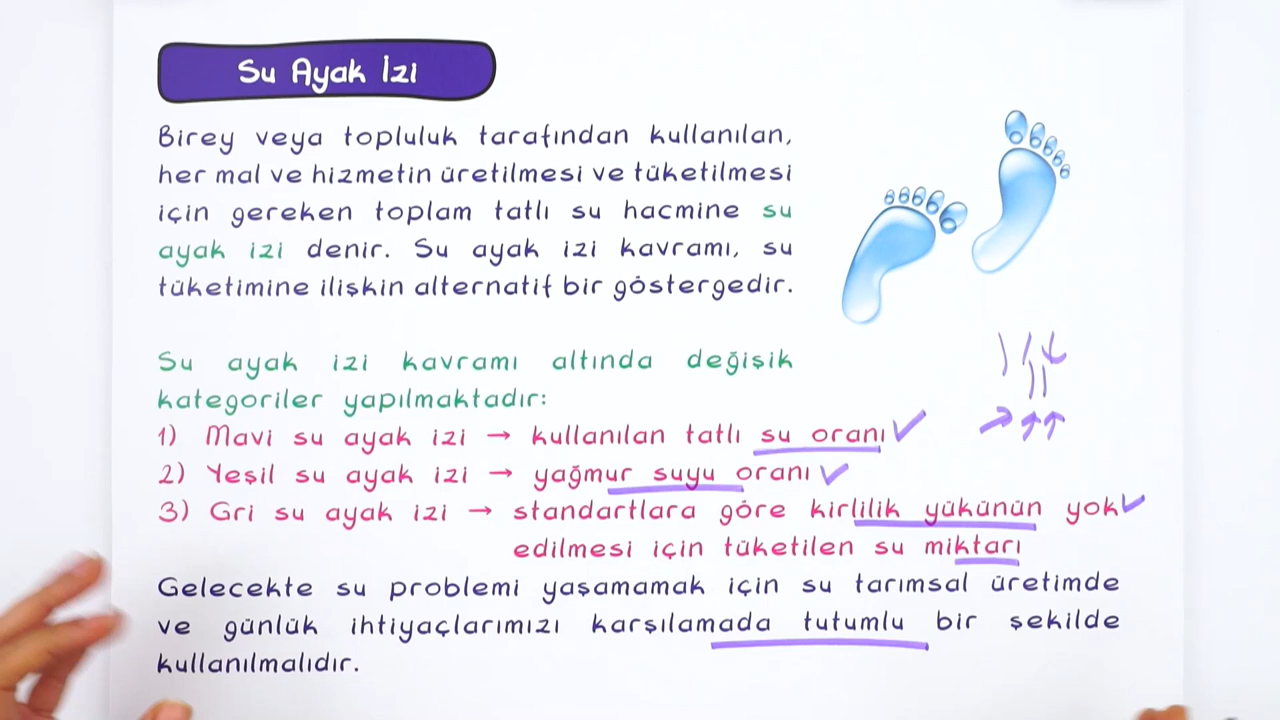 Su Ayak İzi
Birey veya topluluk tarafından kullanılan,
her mal ve hizmetin üretilmesi ve tüketilmesi
için gereken toplam tatlı su hacmine su
ayak izi denir. Su ayak izi kavramı, su
tüketimine ilişkin alternatif bir göstergedir.
Su ayak izi kavramı altında değişik
kategoriler yapılmaktadır:
1) Mavi su ayak izi → kullanılan tatlı su oranı
2) Yeşil su ayak izi → yağmur suyu oranı
3) Gri su ayak izi → standartlara göre kirlilik yükünün yok
edilmesi için tüketilen su miktarı
Gelecekte su problemi yaşamamak için su tarımsal üretimde
ve günlük ihtiyaçlarımızı karşılamada tutumlu bir şekilde
kullanılmalıdır.